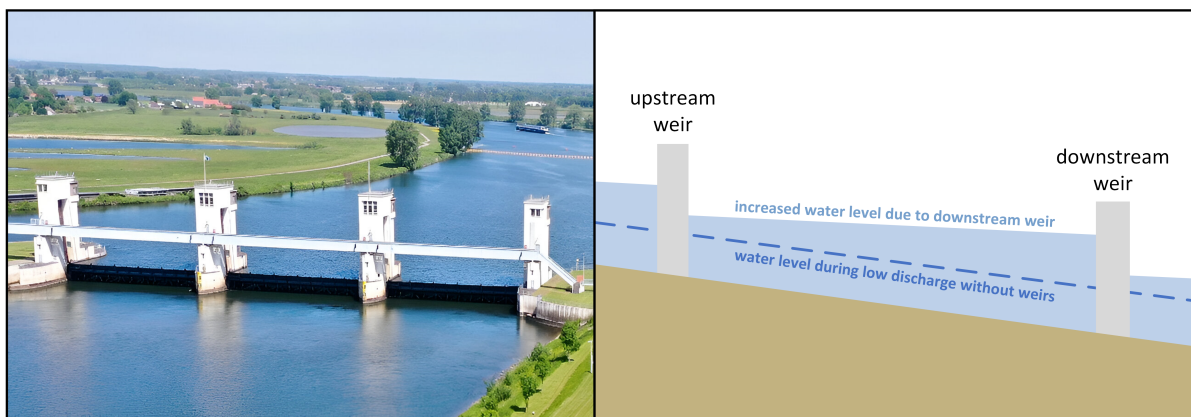 upstream
weir
downstream
weir
increased water level due to downstream weir
water level during low discharge without weirs